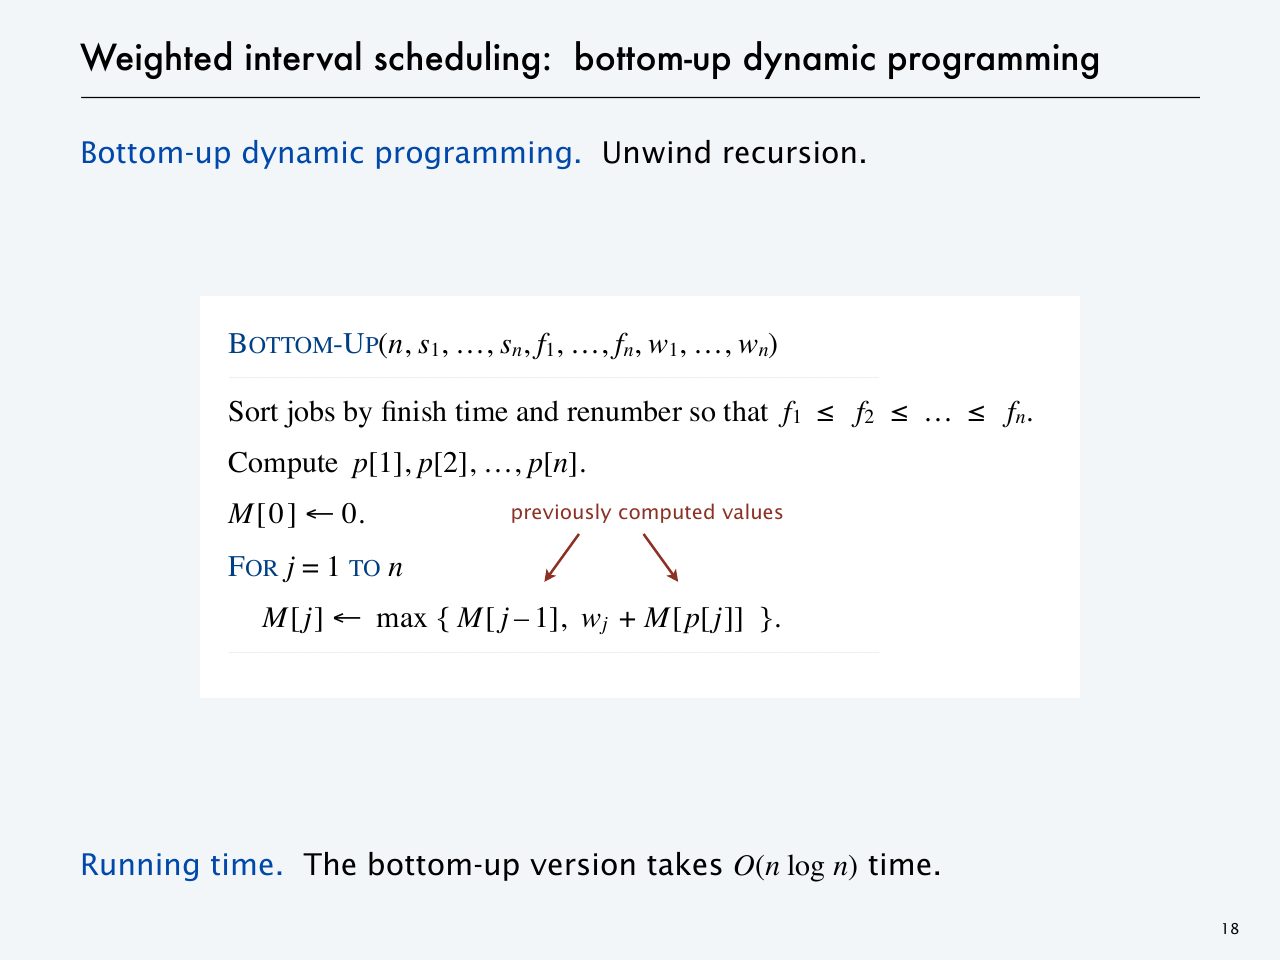 Weighted interval scheduling: bottom-up dynamic programming
Bottom-up dynamic programming. Unwind recursion.
BOTTOM-UP(n, s1, …, sn, f1, …, fn, w1, …, wn)
Sort jobs by finish time and renumber so that f1 ≤ f2 ≤ … ≤ fn.
Compute p[1], p[2], …, p[n].
M[0] ← 0.
previously computed values
FOR j = 1 TO n
M[j] ← max { M[j – 1], wj + M[p[j]] }.
Running time. The bottom-up version takes O(n log n) time.
18